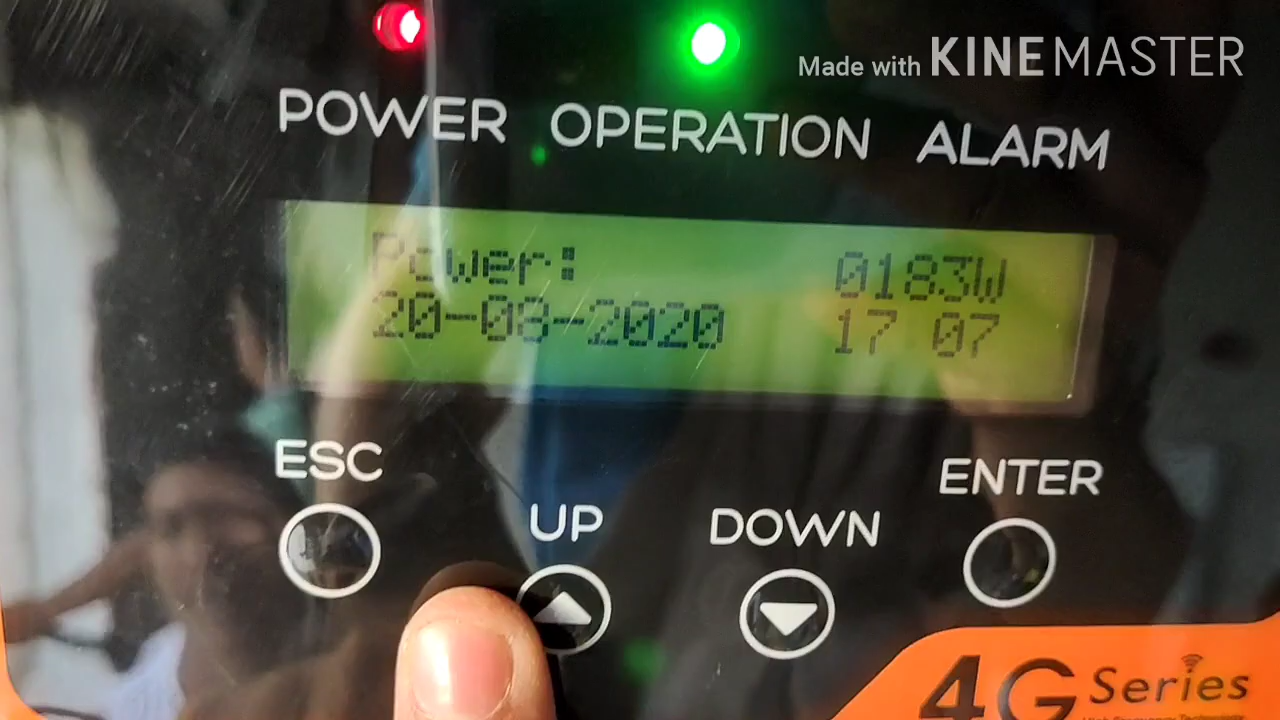 Made with KINEMASTER
POWER OPERATION ALARM
Power: 0183W
20-08-2020 17 07
ESC
UP
DOWN
ENTER
4G Series